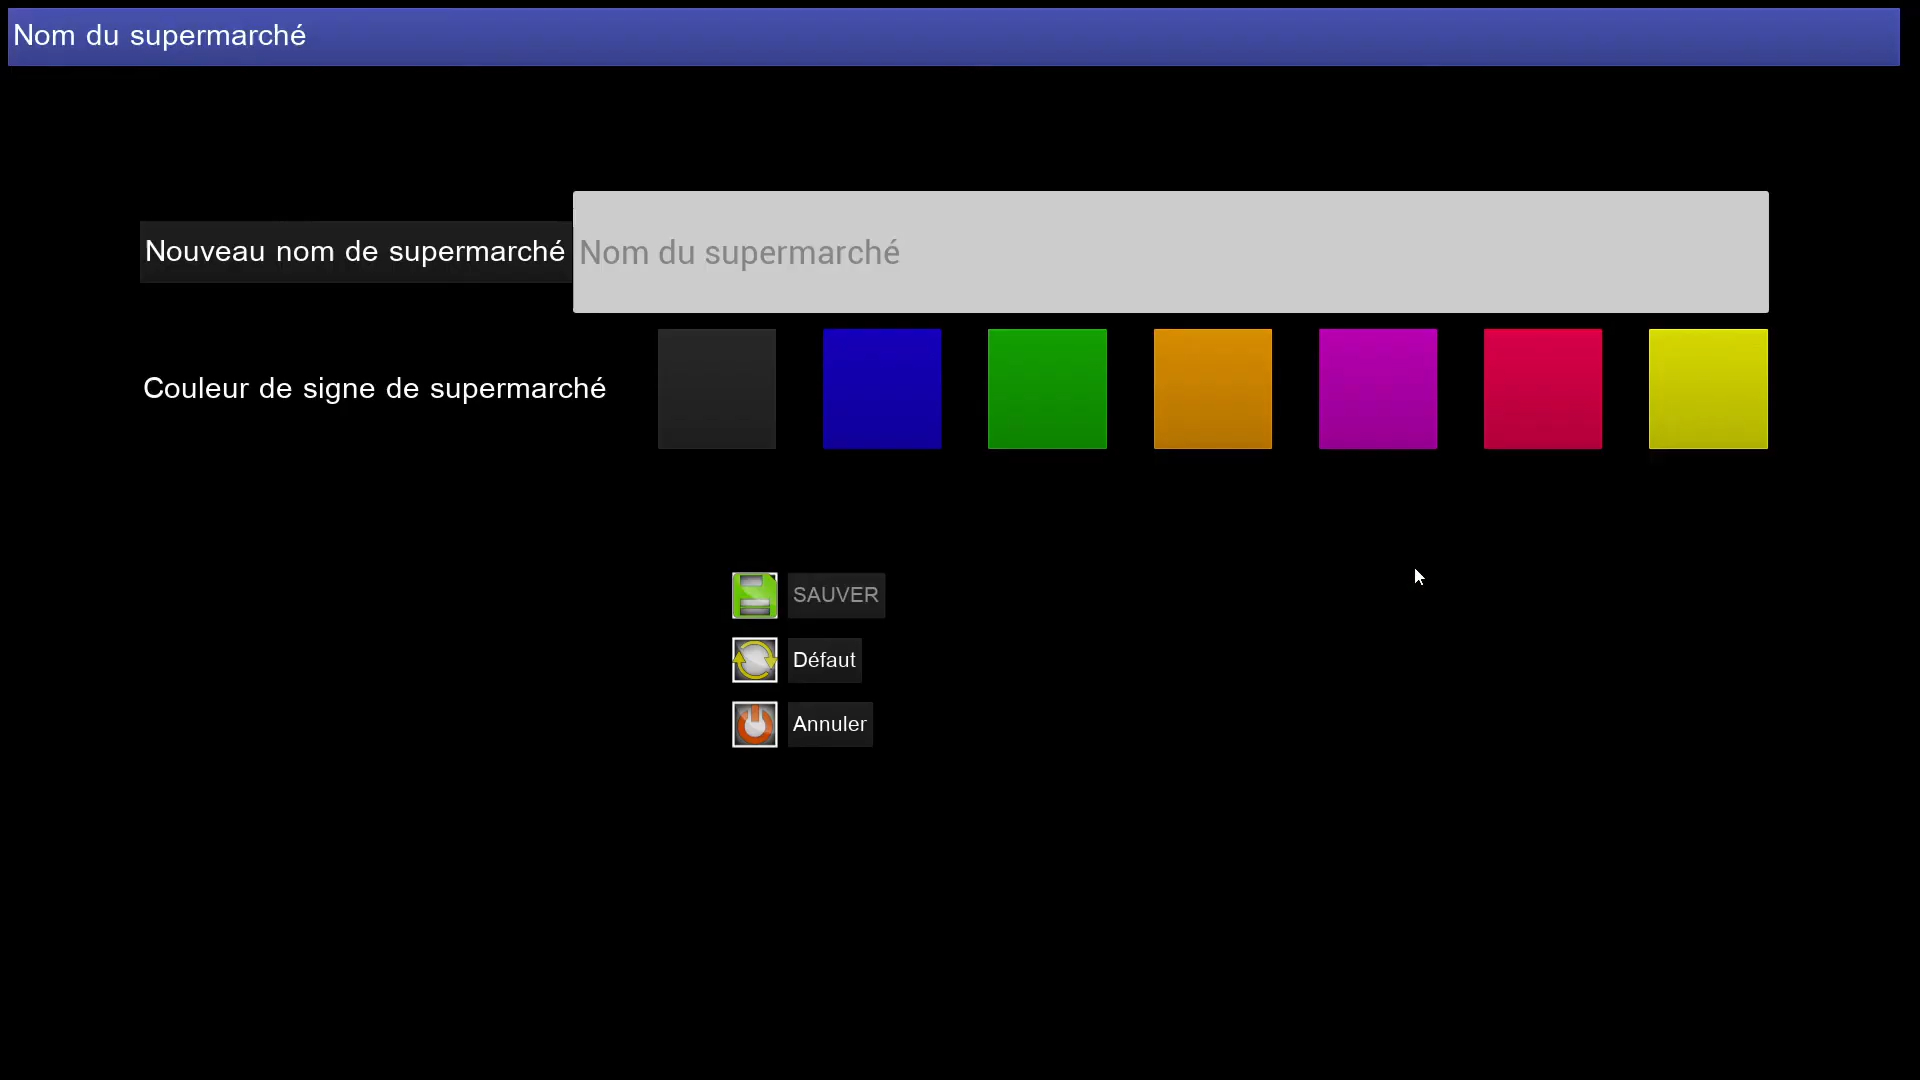 Nom du supermarché
Nouveau nom de supermarché
Nom du supermarché
Couleur de signe de supermarché
SAUVER
Défaut
Annuler